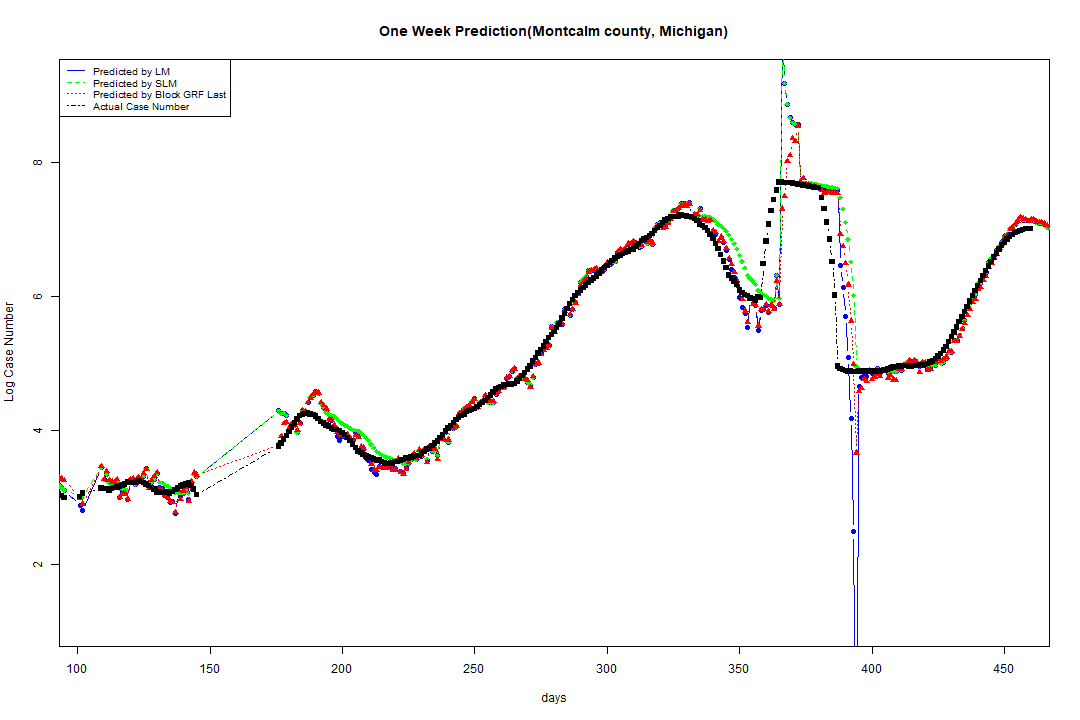 One Week Prediction(Montcalm county, Michigan)
Predicted by LM
Predicted by SLM
Predicted by Block GRF Last
Actual Case Number
Log Case Number
8
6
4
2
100 150 200 250 300 350 400 450
days